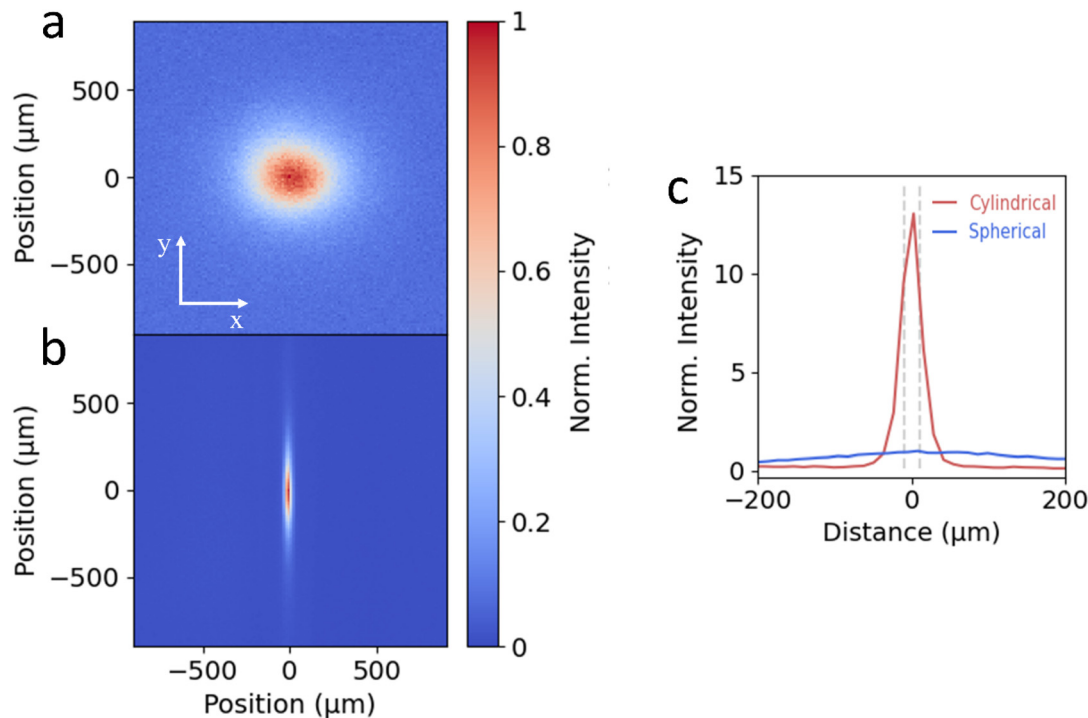 a
Position (µm)
500
0
−500
y
x
b
Position (µm)
500
0
−500
−500
0
500
Position (µm)
1
0.8
0.6
0.4
0.2
0
Norm. Intensity
c
Norm. Intensity
15
10
5
0
Cylindrical
Spherical
−200
0
200
Distance (µm)